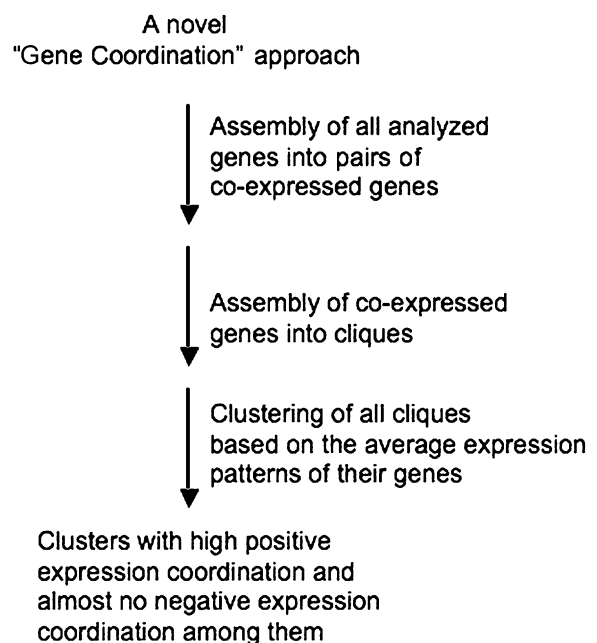 A novel
"Gene Coordination" approach
Assembly of all analyzed
genes into pairs of
co-expressed genes
Assembly of co-expressed
genes into cliques
Clustering of all cliques
based on the average expression
patterns of their genes
Clusters with high positive
expression coordination and
almost no negative expression
coordination among them